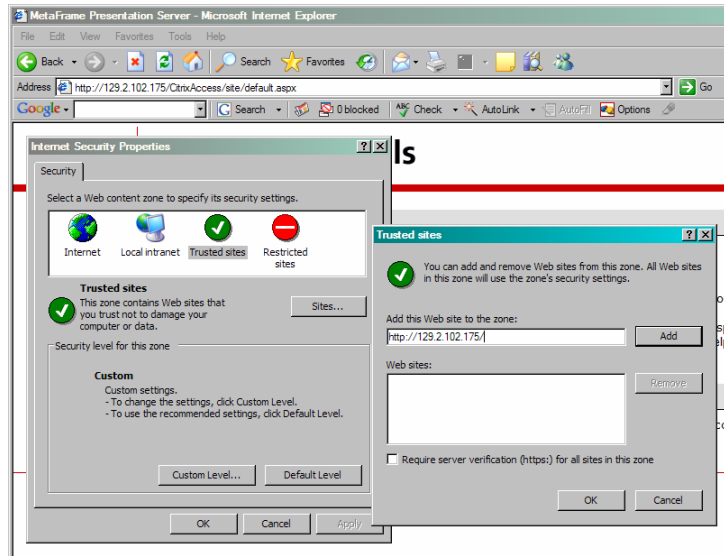 MetaFrame Presentation Server - Microsoft Internet Explorer
File Edit View Favorites Tools Help
Back Search Favorites
Address http://129.2.102.175/CitrixAccess/site/default.aspx Go
Google Search 0 blocked ABC Check AutoLink AutoFill Options
ls
Internet Security Properties
Security
Select a Web content zone to specify its security settings.
Internet Local intranet Trusted sites Restricted
sites
Trusted sites
This zone contains Web sites that
you trust not to damage your
computer or data.
Sites...
Security level for this zone
Custom
Custom settings.
- To change the settings, click Custom Level.
- To use the recommended settings, click Default Level.
Custom Level... Default Level
OK Cancel Apply
Trusted sites
You can add and remove Web sites from this zone. All Web sites
in this zone will use the zone's security settings.
Add this Web site to the zone:
http://129.2.102.175/ Add
Web sites:
Remove
Require server verification (https:) for all sites in this zone
OK Cancel